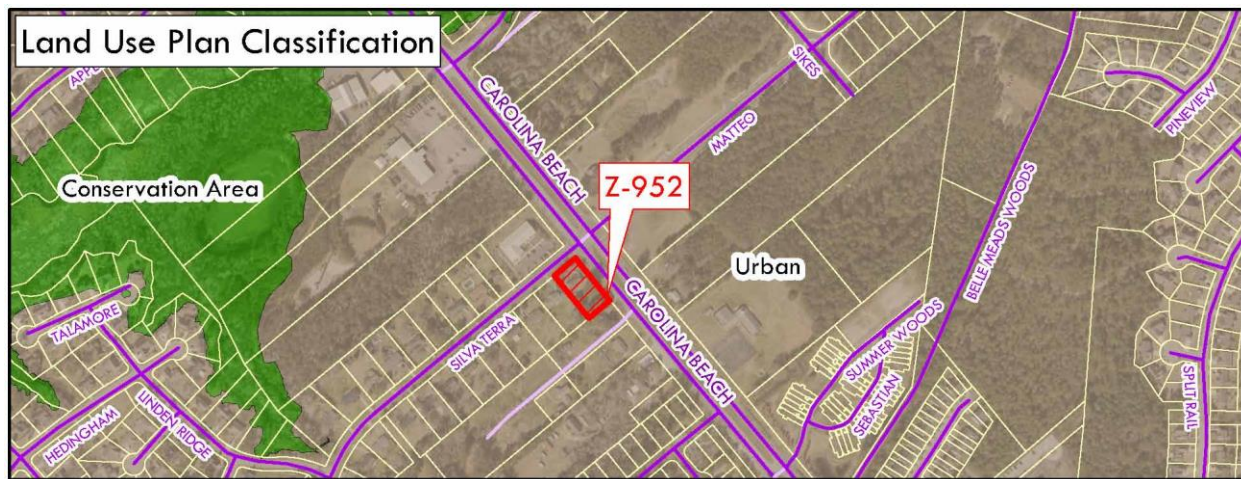 Land Use Plan Classification
CAROLINA BEACH
SIKES
MATTEO
PINEVIEW
Conservation Area
Z-952
Urban
BELLE MEADS WOODS
TALAMORE
SILVA TERRA
CAROLINA BEACH
SUMMER WOODS
SEBASTIAN
SPLIT RAIL
HEDINGHAM
LINDEN RIDGE